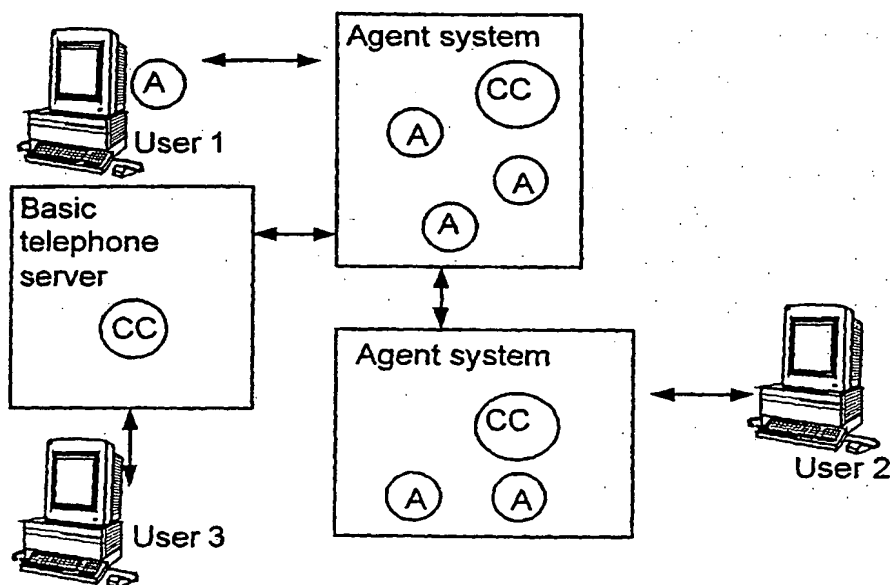 Agent system
CC
A
A
A
A
User 1
Basic
telephone
server
CC
Agent system
CC
A
A
User 2
User 3